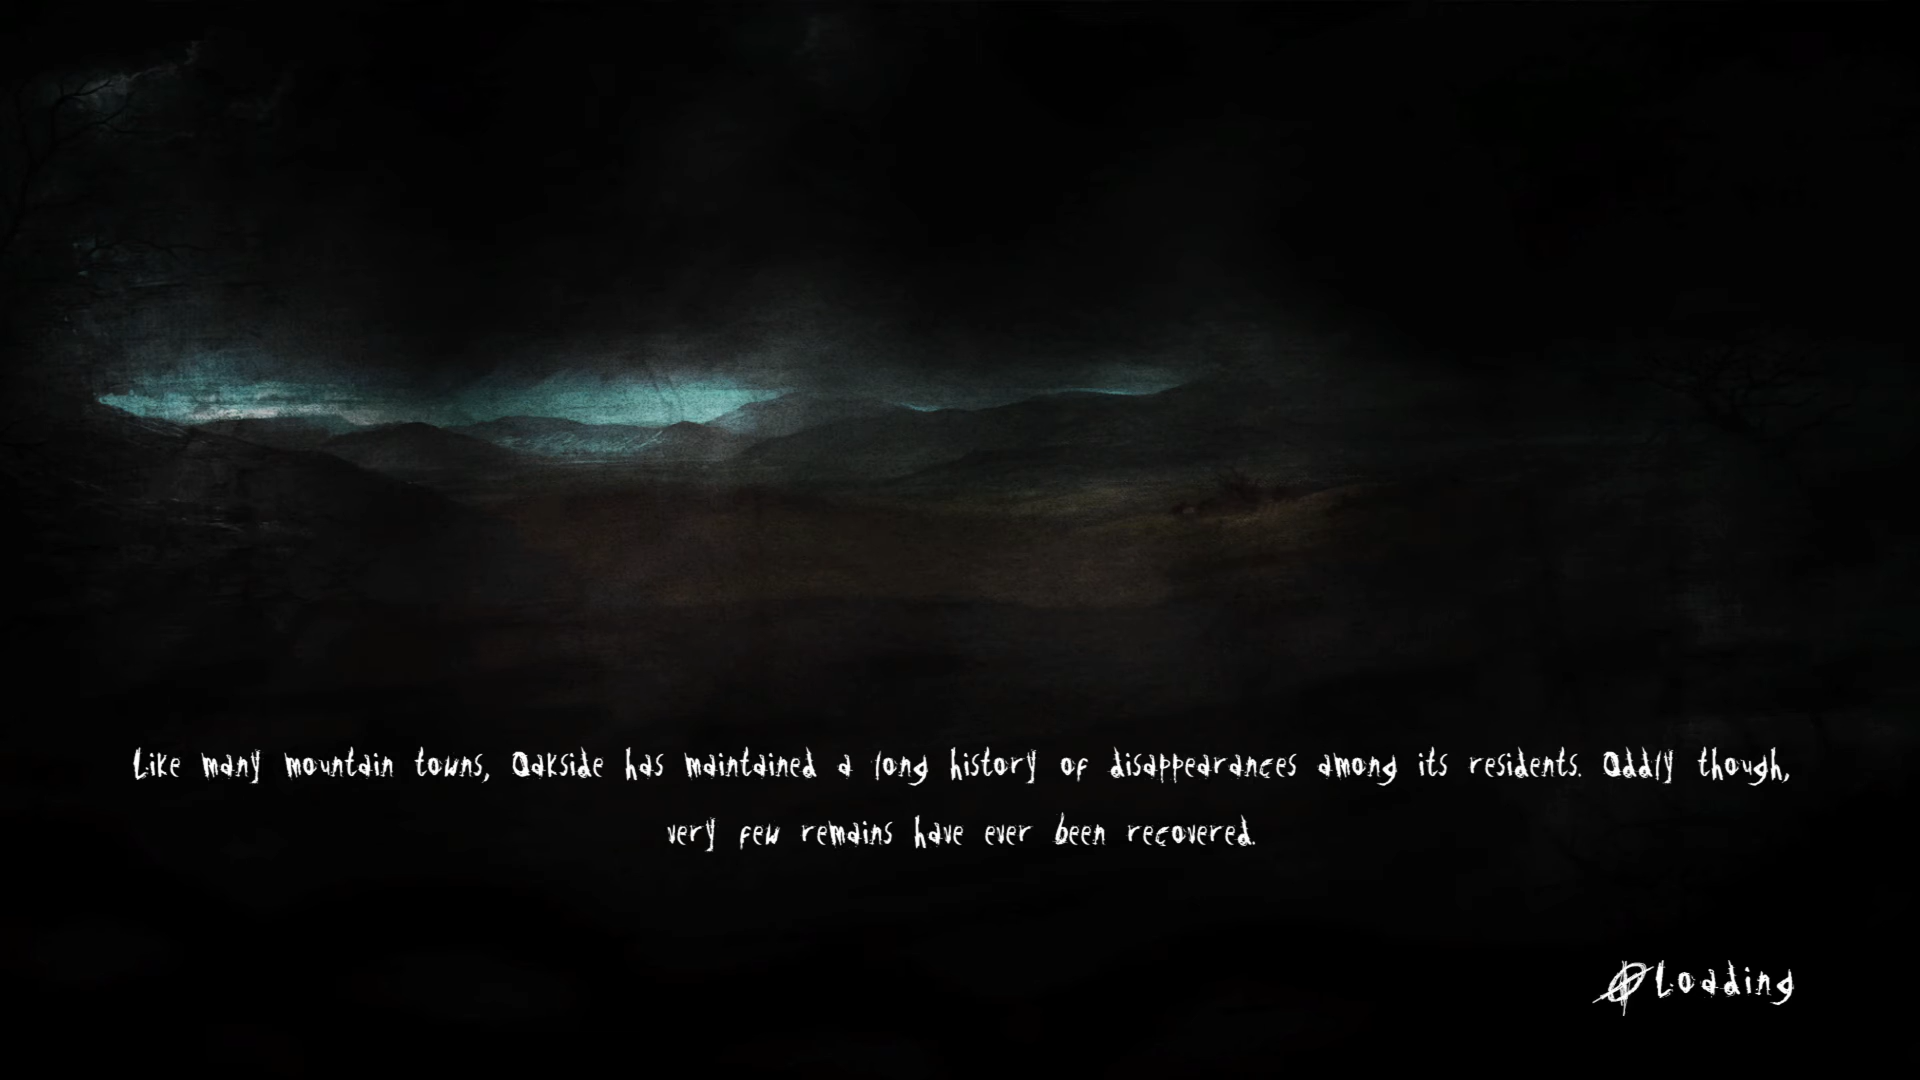 Like many mountain towns, Oakside has maintained a long history of disappearances among its residents. Oddly though,
very few remains have ever been recovered.
Loading